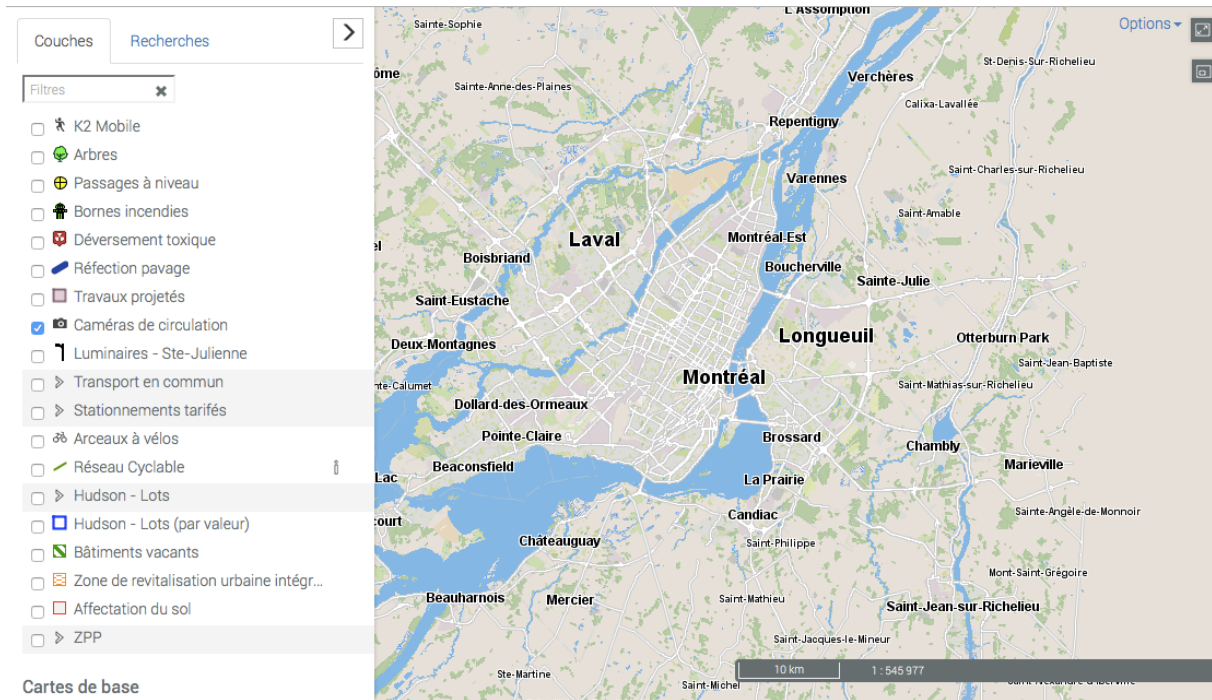 Couches
Recherches
Filtres
K2 Mobile
Arbres
Passages à niveau
Bornes incendies
Déversement toxique
Réfection pavage
Travaux projetés
Caméras de circulation
Luminaires - Ste-Julienne
Transport en commun
Stationnements tarifés
Arceaux à vélos
Réseau Cyclable
Hudson - Lots
Hudson - Lots (par valeur)
Bâtiments vacants
Zone de revitalisation urbaine intégr...
Affectation du sol
ZPP
Cartes de base
Options
L'Assomption
Sainte-Sophie
St-Denis-Sur-Richelieu
ôme
Verchères
Sainte-Anne-des-Plaines
Calixa-Lavallée
Repentigny
Saint-Charles-sur-Richelieu
Varennes
Saint-Amable
Laval
Montréal-Est
el
Boisbriand
Boucherville
Sainte-Julie
Saint-Eustache
Longueuil
Otterburn Park
Deux-Montagnes
Saint-Jean-Baptiste
Montréal
nte-Calumet
Saint-Mathias-sur-Richelieu
Dollard-des-Ormeaux
Pointe-Claire
Brossard
Chambly
Beaconsfield
Marieville
Lac
La Prairie
Sainte-Angèle-de-Monnoir
court
Candiac
Châteauguay
Saint-Philippe
Mont-Saint-Grégoire
Beauharnois
Mercier
Saint-Mathieu
Saint-Jean-sur-Richelieu
Saint-Jacques-le-Mineur
Ste-Martine
10 km
1 : 545 977
Saint-Michel